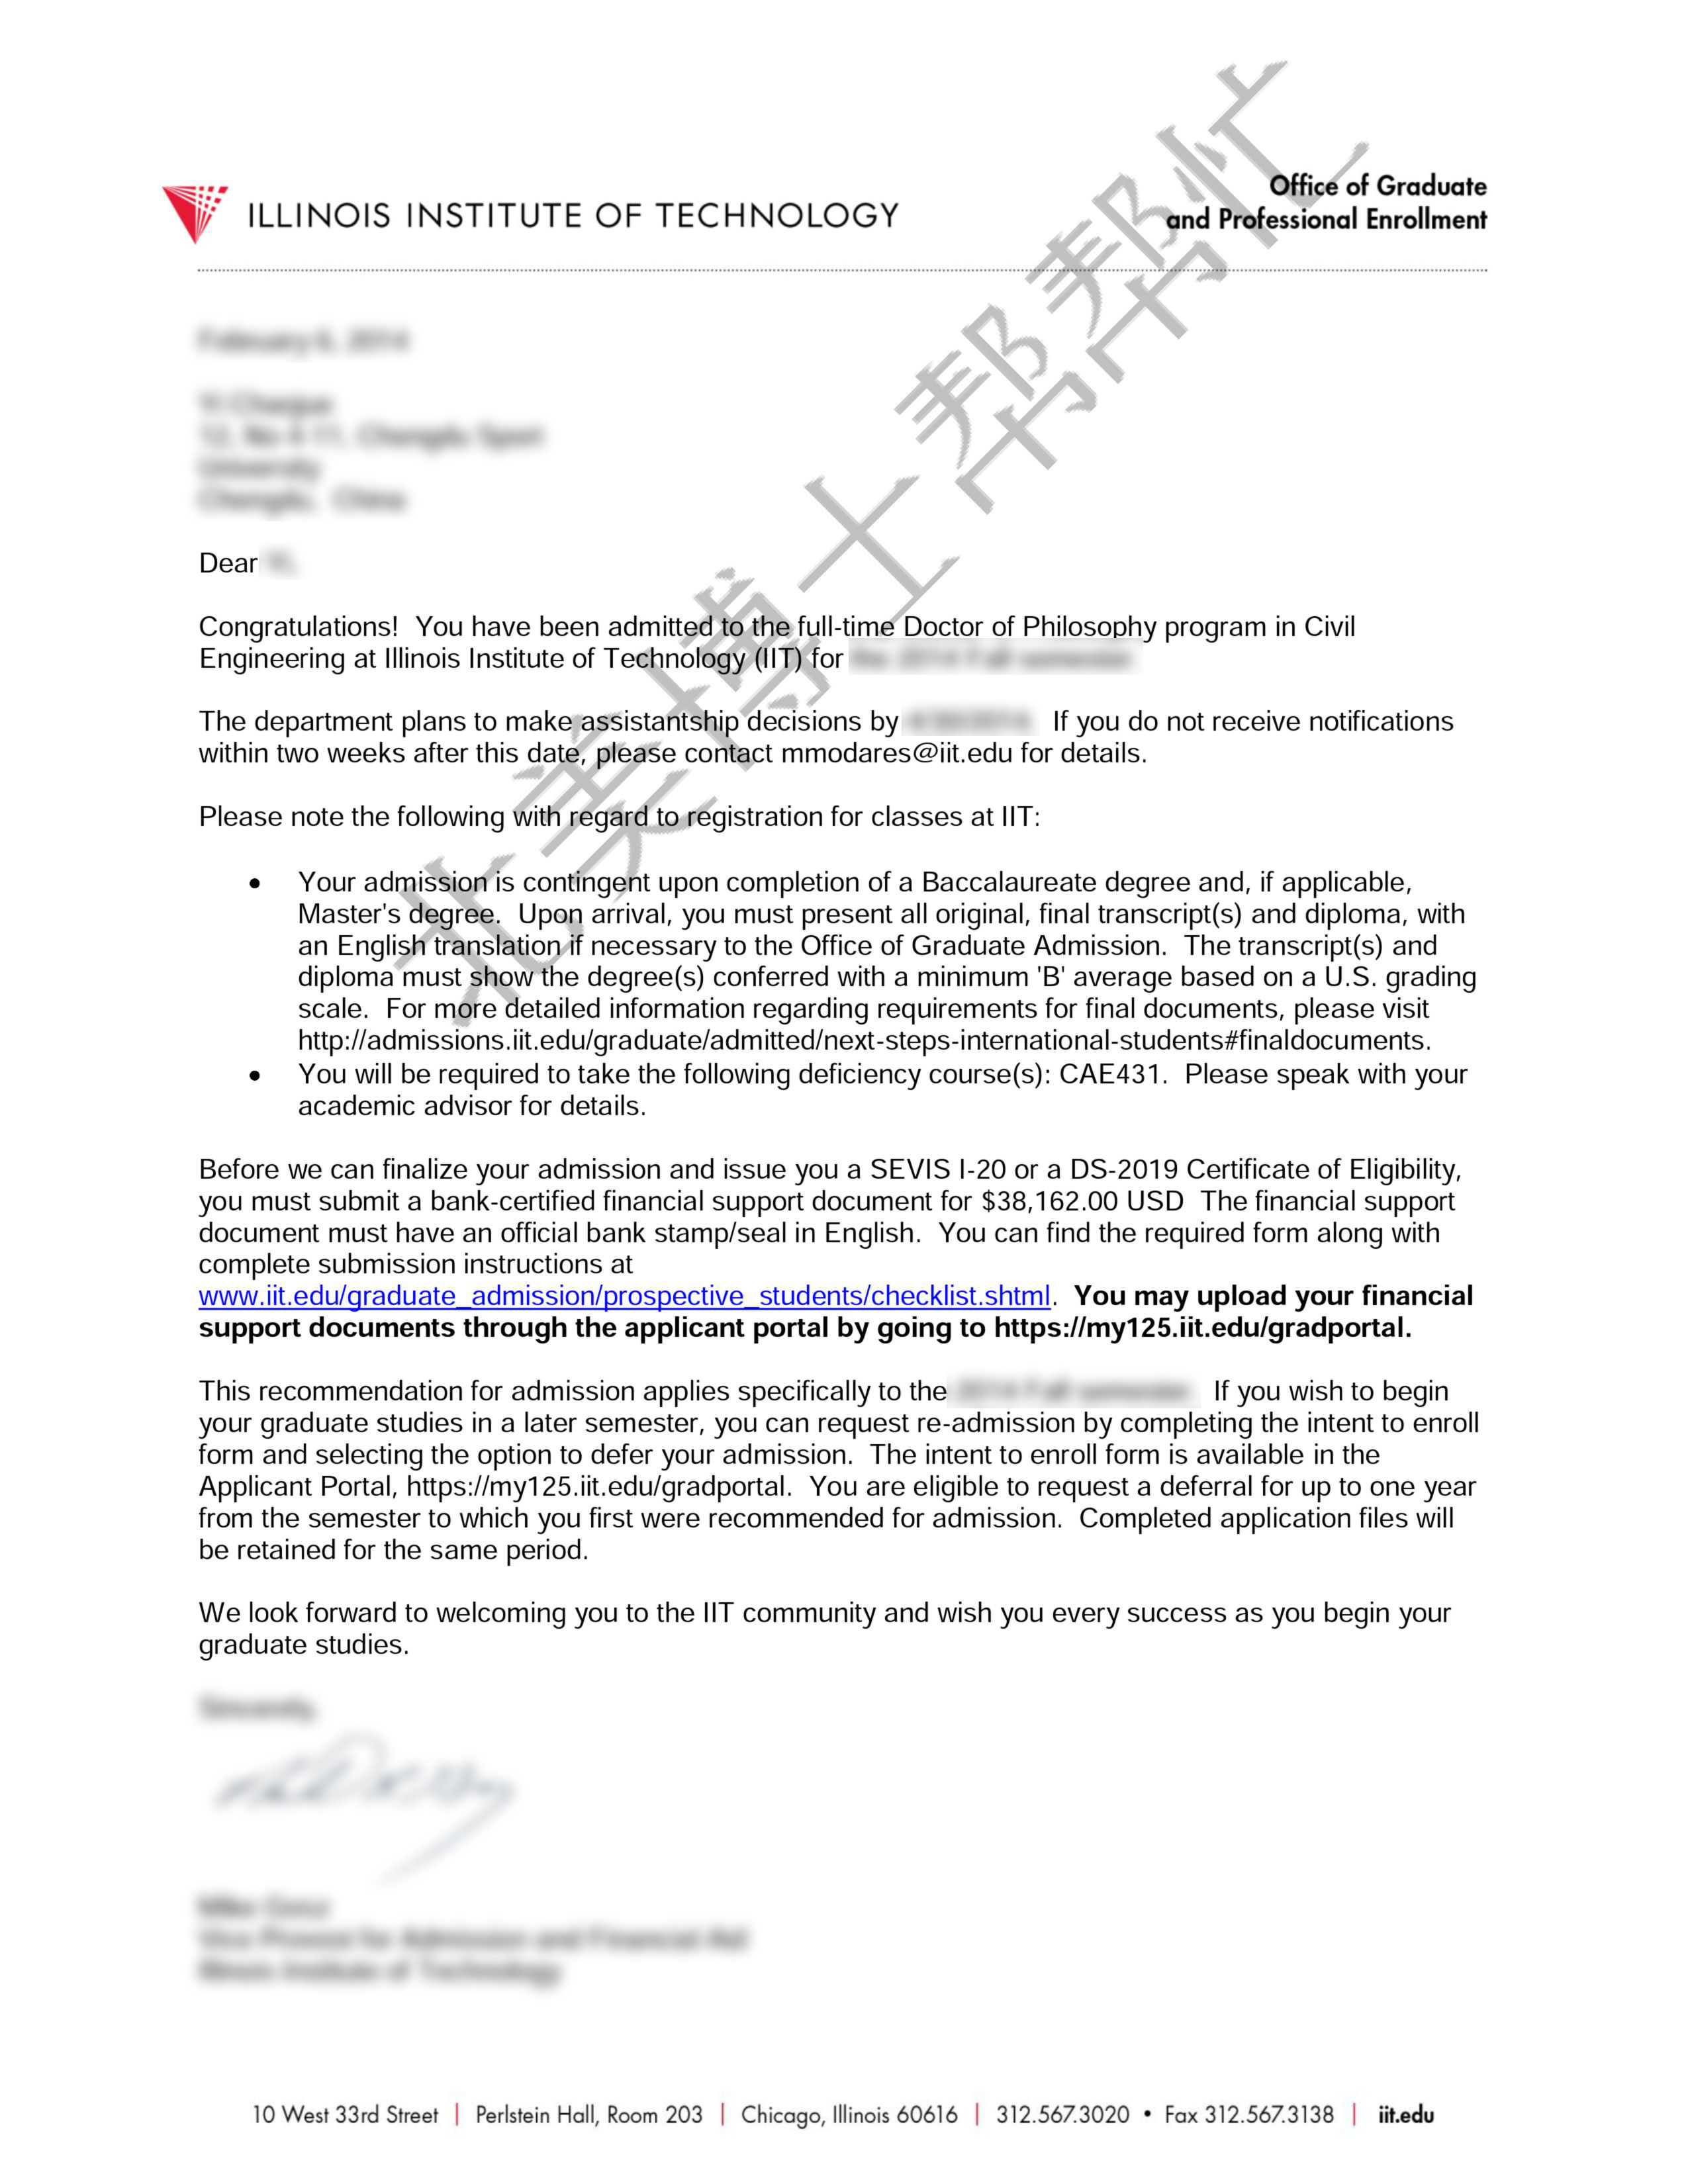 ILLINOIS INSTITUTE OF TECHNOLOGY
Office of Graduate
and Professional Enrollment
Dear
Congratulations!  You have been admitted to the full-time Doctor of Philosophy program in Civil
Engineering at Illinois Institute of Technology (IIT) for
The department plans to make assistantship decisions by            If you do not receive notifications
within two weeks after this date, please contact mmodares@iit.edu for details.
Please note the following with regard to registration for classes at IIT:
• Your admission is contingent upon completion of a Baccalaureate degree and, if applicable,
Master's degree.  Upon arrival, you must present all original, final transcript(s) and diploma, with
an English translation if necessary to the Office of Graduate Admission.  The transcript(s) and
diploma must show the degree(s) conferred with a minimum 'B' average based on a U.S. grading
scale.  For more detailed information regarding requirements for final documents, please visit
http://admissions.iit.edu/graduate/admitted/next-steps-international-students#finaldocuments.
• You will be required to take the following deficiency course(s): CAE431.  Please speak with your
academic advisor for details.
Before we can finalize your admission and issue you a SEVIS I-20 or a DS-2019 Certificate of Eligibility,
you must submit a bank-certified financial support document for $38,162.00 USD  The financial support
document must have an official bank stamp/seal in English.  You can find the required form along with
complete submission instructions at
www.iit.edu/graduate_admission/prospective_students/checklist.shtml.  You may upload your financial
support documents through the applicant portal by going to https://my125.iit.edu/gradportal.
This recommendation for admission applies specifically to the            If you wish to begin
your graduate studies in a later semester, you can request re-admission by completing the intent to enroll
form and selecting the option to defer your admission.  The intent to enroll form is available in the
Applicant Portal, https://my125.iit.edu/gradportal.  You are eligible to request a deferral for up to one year
from the semester to which you first were recommended for admission.  Completed application files will
be retained for the same period.
We look forward to welcoming you to the IIT community and wish you every success as you begin your
graduate studies.
10 West 33rd Street | Perlstein Hall, Room 203 | Chicago, Illinois 60616 | 312.567.3020 • Fax 312.567.3138 | iit.edu
北美博士帮帮忙